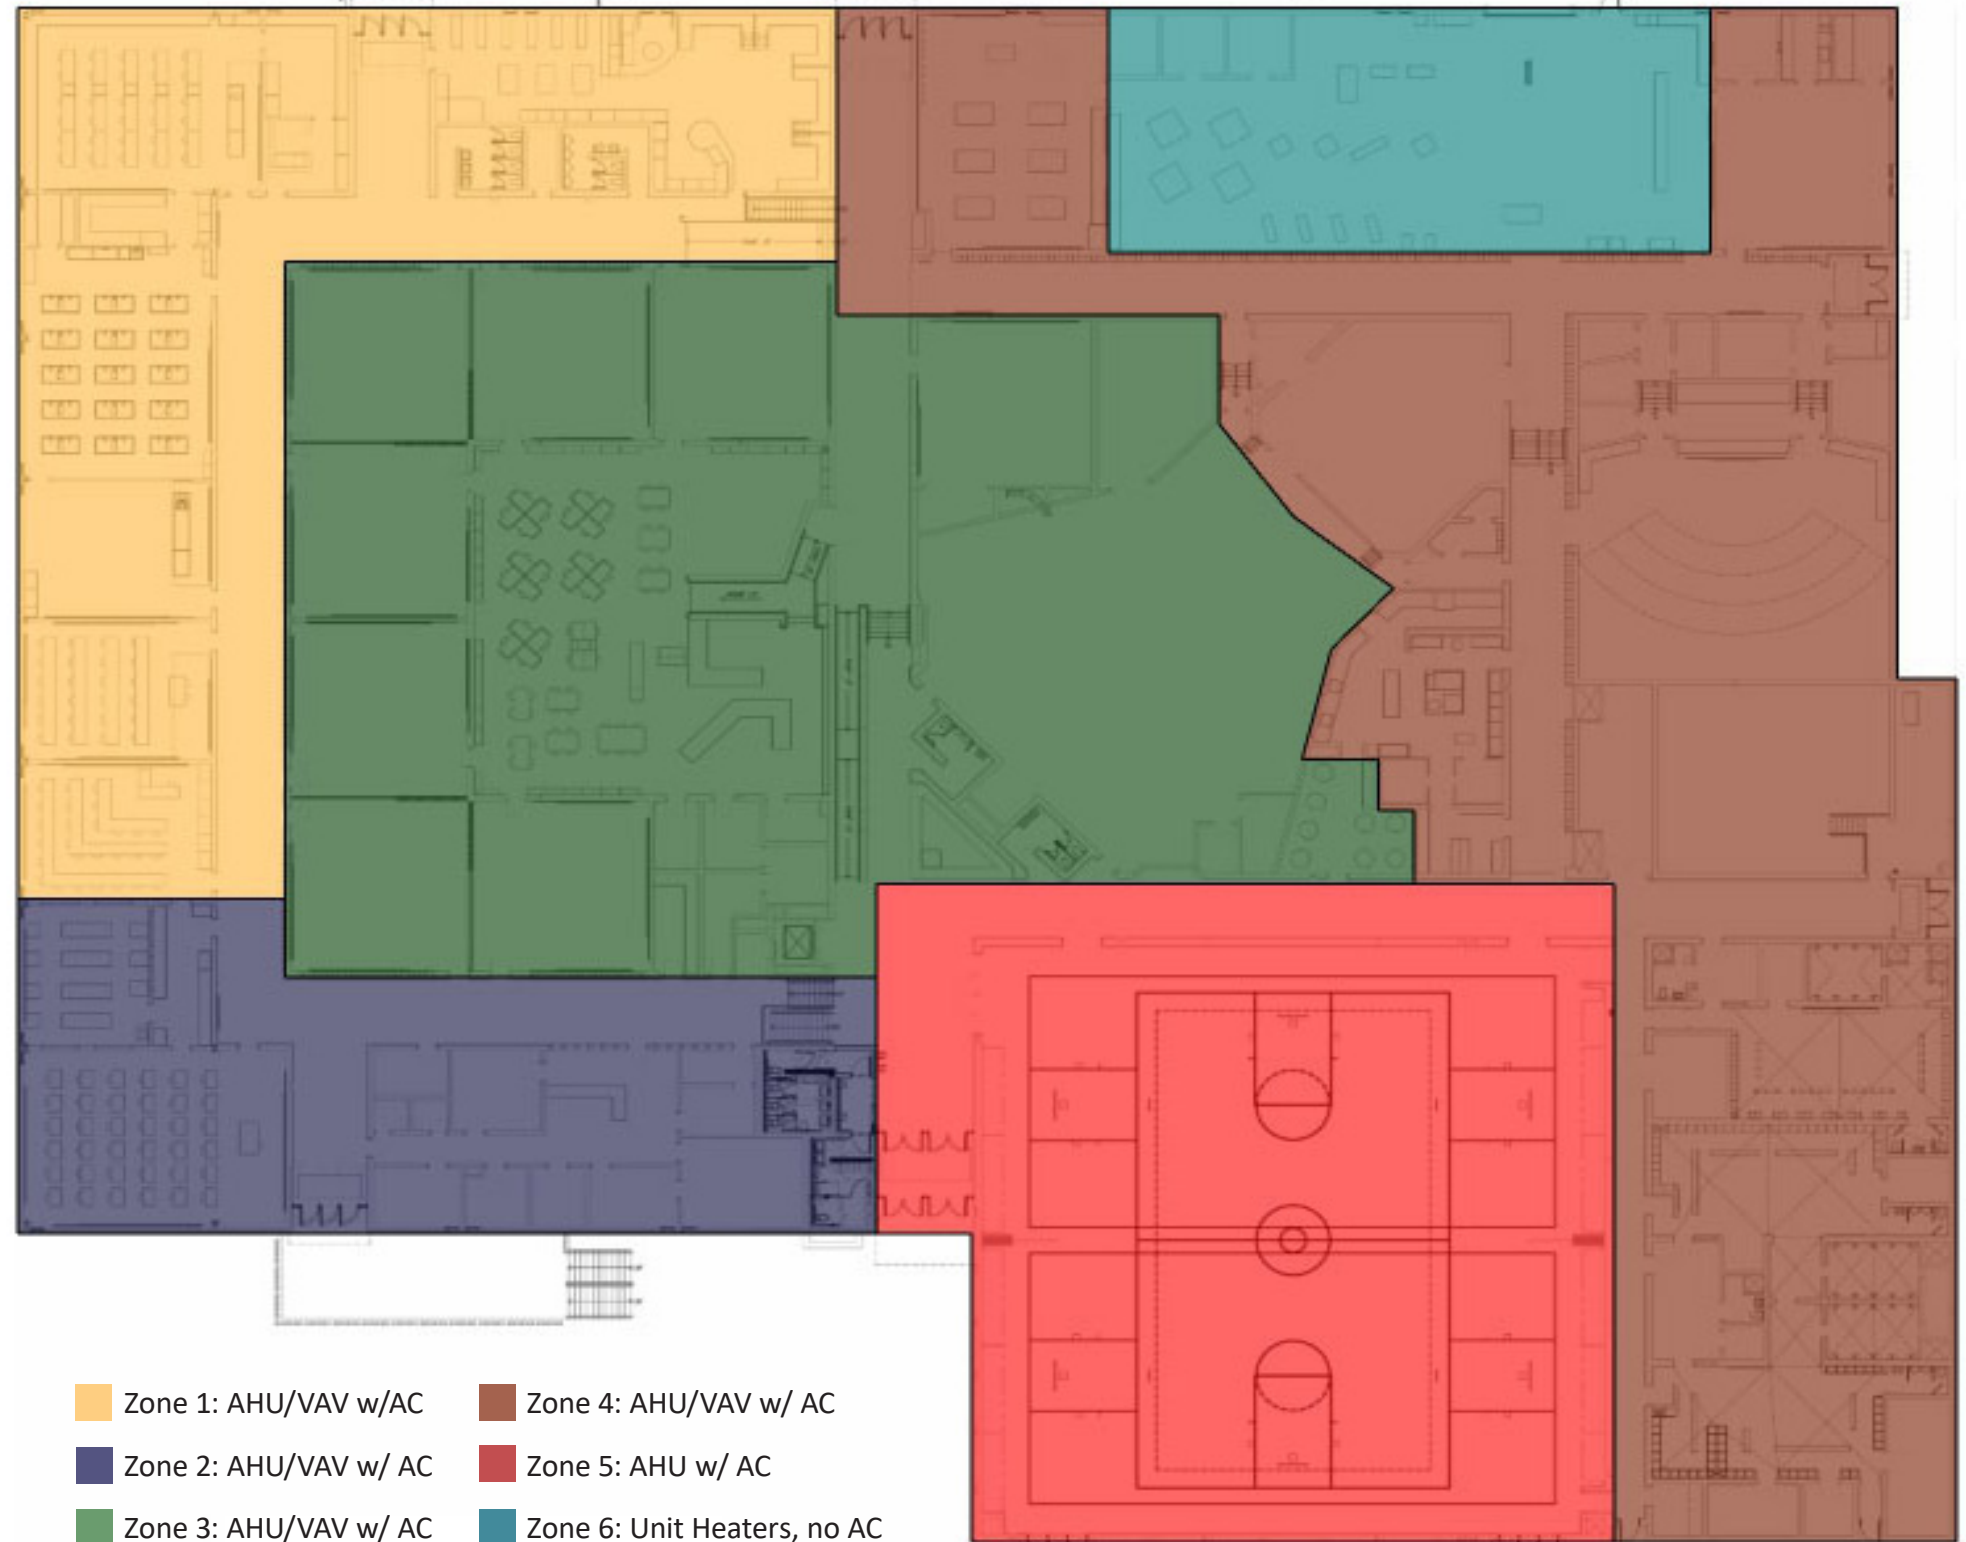 Zone 1: AHU/VAV w/AC
Zone 2: AHU/VAV w/ AC
Zone 3: AHU/VAV w/ AC
Zone 4: AHU/VAV w/ AC
Zone 5: AHU w/ AC
Zone 6: Unit Heaters, no AC